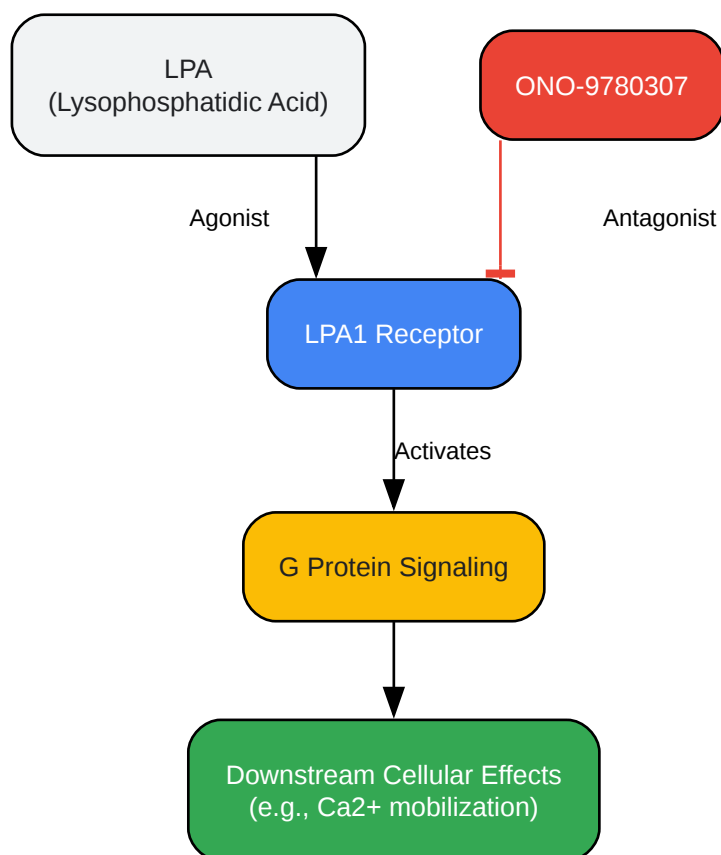 LPA
(Lysophosphatidic Acid)
ONO-9780307
Agonist
Antagonist
LPA1 Receptor
Activates
G Protein Signaling
Downstream Cellular Effects
(e.g., Ca2+ mobilization)